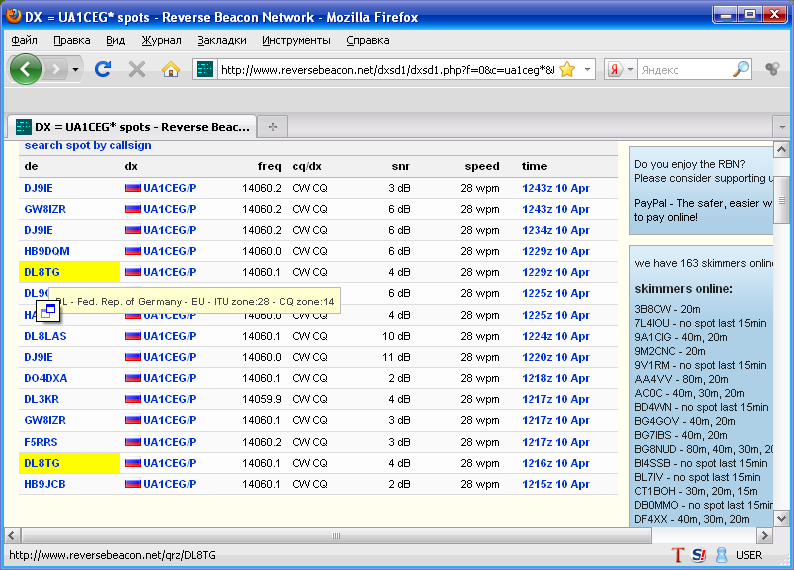 DX = UA1CEG* spots - Reverse Beacon Network - Mozilla Firefox
Файл Правка Вид Журнал Закладки Инструменты Справка
http://www.reversebeacon.net/dxsd1/dxsd1.php?f=0&c=ua1ceg*&t Я Яндекс
DX = UA1CEG* spots - Reverse Beac...
search spot by callsign
de dx freq cq/dx snr speed time
DJ9IE UA1CEG/P 14060.2 CW CQ 3 dB 28 wpm 1243z 10 Apr
GW8IZR UA1CEG/P 14060.2 CW CQ 6 dB 28 wpm 1243z 10 Apr
DJ9IE UA1CEG/P 14060.2 CW CQ 6 dB 28 wpm 1234z 10 Apr
HB9DQM UA1CEG/P 14060.0 CW CQ 6 dB 28 wpm 1229z 10 Apr
DL8TG UA1CEG/P 14060.1 CW CQ 4 dB 28 wpm 1229z 10 Apr
6 dB 28 wpm 1225z 10 Apr
DL - Fed. Rep. of Germany - EU - ITU zone:28 - CQ zone:14
UA1CEG/P 14060.0 CW CQ 4 dB 28 wpm 1225z 10 Apr
DL8LAS UA1CEG/P 14060.1 CW CQ 10 dB 28 wpm 1224z 10 Apr
DJ9IE UA1CEG/P 14060.0 CW CQ 11 dB 28 wpm 1220z 10 Apr
DO4DXA UA1CEG/P 14060.1 CW CQ 2 dB 28 wpm 1218z 10 Apr
DL3KR UA1CEG/P 14059.9 CW CQ 4 dB 28 wpm 1217z 10 Apr
GW8IZR UA1CEG/P 14060.1 CW CQ 3 dB 28 wpm 1217z 10 Apr
F5RRS UA1CEG/P 14060.2 CW CQ 3 dB 28 wpm 1217z 10 Apr
DL8TG UA1CEG/P 14060.1 CW CQ 4 dB 28 wpm 1216z 10 Apr
HB9JCB UA1CEG/P 14060.1 CW CQ 2 dB 28 wpm 1215z 10 Apr
Do you enjoy the RBN?
Please consider supporting u
PayPal - The safer, easier w
to pay online!
we have 163 skimmers online
skimmers online:
3B8CW - 20m
7L4IOU - no spot last 15min
9A1CIG - 40m, 30m
9M2CNC - 20m
9V1RM - no spot last 15min
AA4VV - 80m, 20m
AC0C - 40m, 30m, 20m
BD4WN - no spot last 15min
BG4GOV - 40m, 20m
BG7IBS - 40m, 20m
BG8NUD - 80m, 40m, 30m, 20
BI4SSB - no spot last 15min
BL7IV - no spot last 15min
CT1BOH - 30m, 20m, 15m
DB0MMO - no spot last 15min
DF4XX - 40m, 30m, 20m
http://www.reversebeacon.net/qrz/DL8TG T S! USER